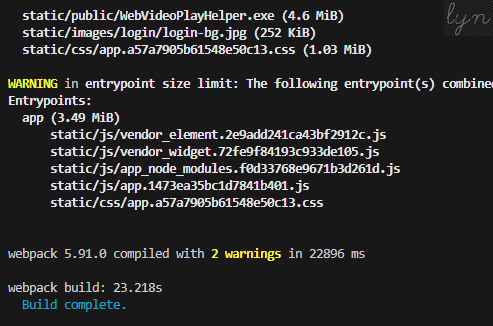 lyn
static/public/WebVideoPlayHelper.exe (4.6 MiB)
static/images/login/login-bg.jpg (252 KiB)
static/css/app.a57a7905b61548e50c13.css (1.03 MiB)
WARNING in entrypoint size limit: The following entrypoint(s) combine
Entrypoints:
app (3.49 MiB)
static/js/vendor_element.2e9add241ca43bf2912c.js
static/js/vendor_widget.72fe9f84193c933de105.js
static/js/app_node_modules.f0d33768e9671b3d261d.js
static/js/app.1473ea35bc1d7841b401.js
static/css/app.a57a7905b61548e50c13.css
webpack 5.91.0 compiled with 2 warnings in 22896 ms
webpack build: 23.218s
Build complete.